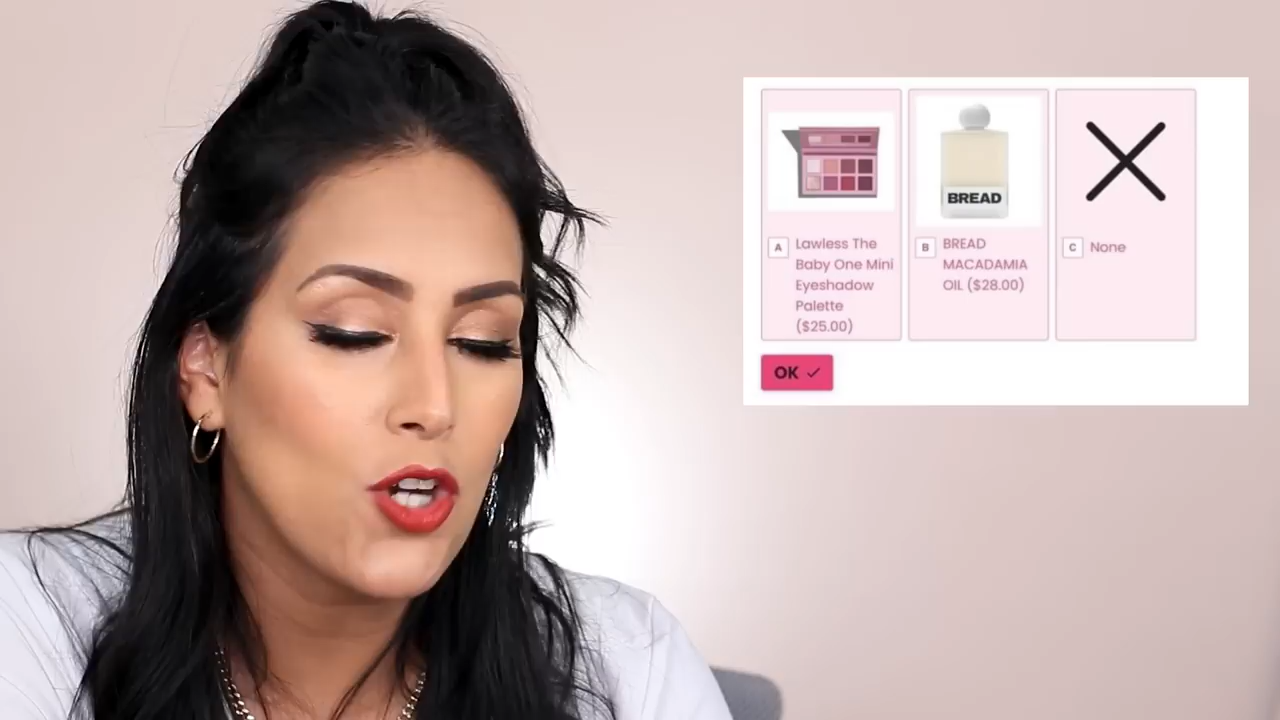 BREAD
A
Lawless The
Baby One Mini
Eyeshadow
Palette
($25.00)
B
BREAD
MACADAMIA
OIL ($28.00)
C
None
OK